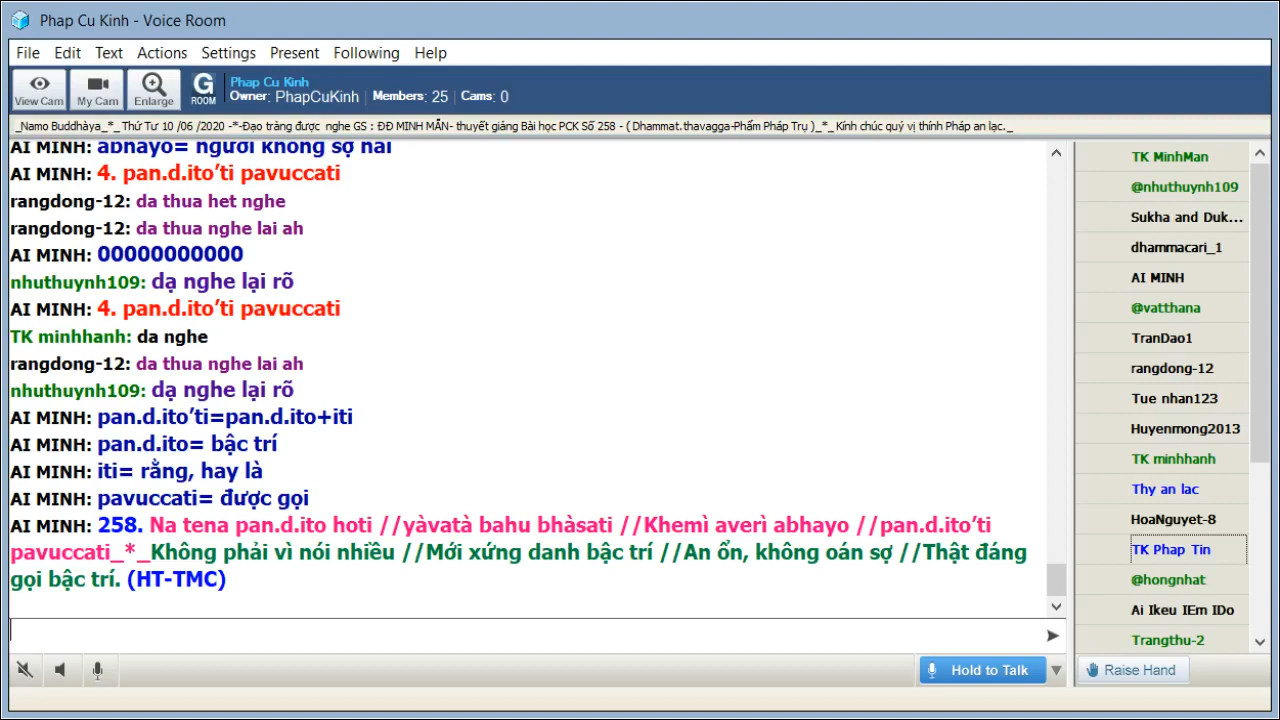 Phap Cu Kinh - Voice Room
File Edit Text Actions Settings Present Following Help
View Cam My Cam Enlarge G ROOM
Phap Cu Kinh
Owner: PhapCuKinh Members: 25 Cams: 0
_Namo Buddhàya_*_ Thứ Tư 10 /06 /2020 -*-Đạo tràng được nghe GS : ĐĐ MINH MẪN- thuyết giảng Bài học PCK Số 258 - ( Dhammat.thavagga-Phẩm Pháp Trụ )_*_ Kính chúc quý vị thính Pháp an lạc._
AI MINH: abhayo= người không sợ hãi
AI MINH: 4. pan.d.ito’ti pavuccati
rangdong-12: da thua het nghe
rangdong-12: da thua nghe lai ah
AI MINH: 00000000000
nhuthuynh109: dạ nghe lại rõ
AI MINH: 4. pan.d.ito’ti pavuccati
TK minhhanh: da nghe
rangdong-12: da thua nghe lai ah
nhuthuynh109: dạ nghe lại rõ
AI MINH: pan.d.ito’ti=pan.d.ito+iti
AI MINH: pan.d.ito= bậc trí
AI MINH: iti= rằng, hay là
AI MINH: pavuccati= được gọi
AI MINH: 258. Na tena pan.d.ito hoti //yàvatà bahu bhàsati //Khemì averì abhayo //pan.d.ito’ti
pavuccati_*_Không phải vì nói nhiều //Mới xứng danh bậc trí //An ổn, không oán sợ //Thật đáng
gọi bậc trí. (HT-TMC)
TK MinhMan
@nhuthuynh109
Sukha and Duk...
dhammacari_1
AI MINH
@vatthana
TranDao1
rangdong-12
Tue nhan123
Huyenmong2013
TK minhhanh
Thy an lac
HoaNguyet-8
TK Phap Tin
@hongnhat
Ai Ikeu IEm IDo
Trangthu-2
Hold to Talk
Raise Hand